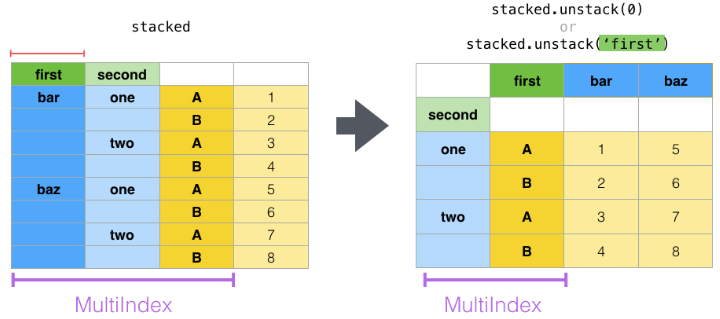 stacked
first second
bar one A 1
B 2
two A 3
B 4
baz one A 5
B 6
two A 7
B 8
MultiIndex
stacked.unstack(0)
or
stacked.unstack(‘first’)
first bar baz
second
one A 1 5
B 2 6
two A 3 7
B 4 8
MultiIndex